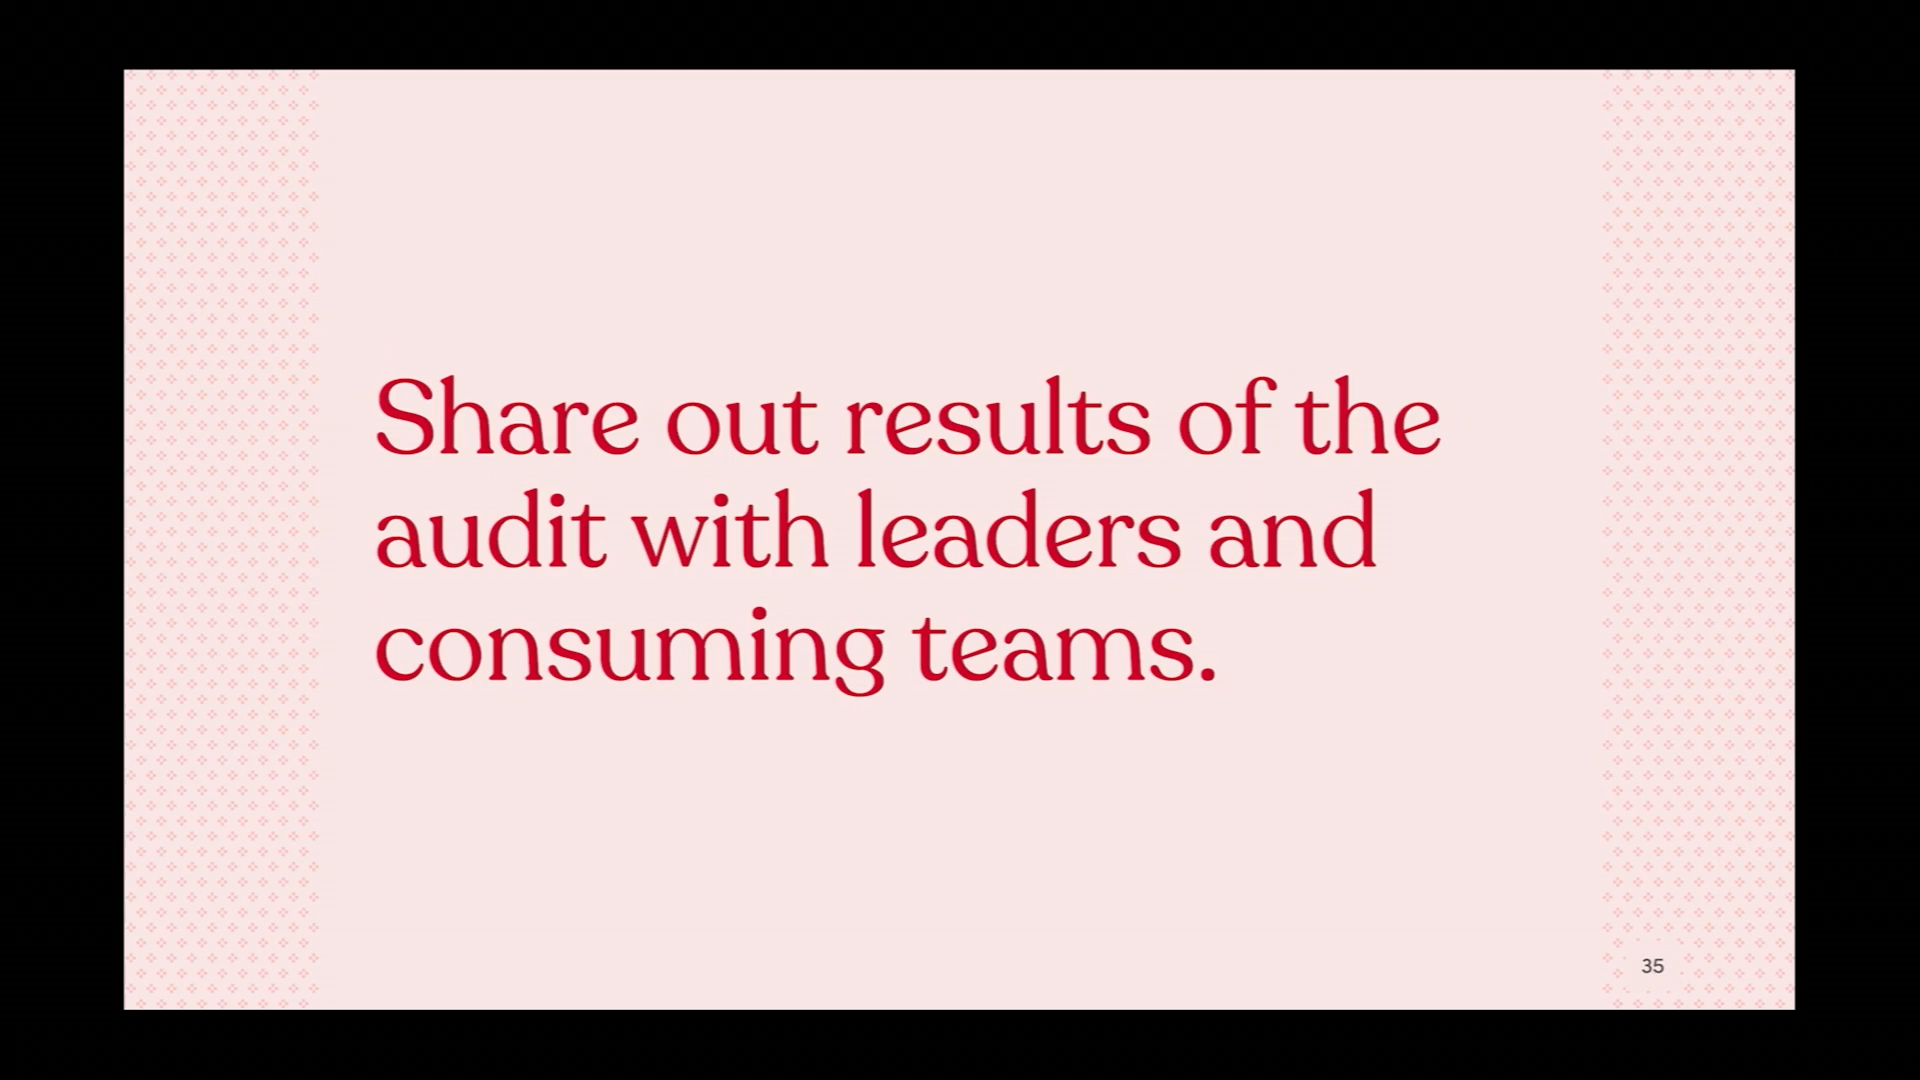 Share out results of the
audit with leaders and
consuming teams.
35